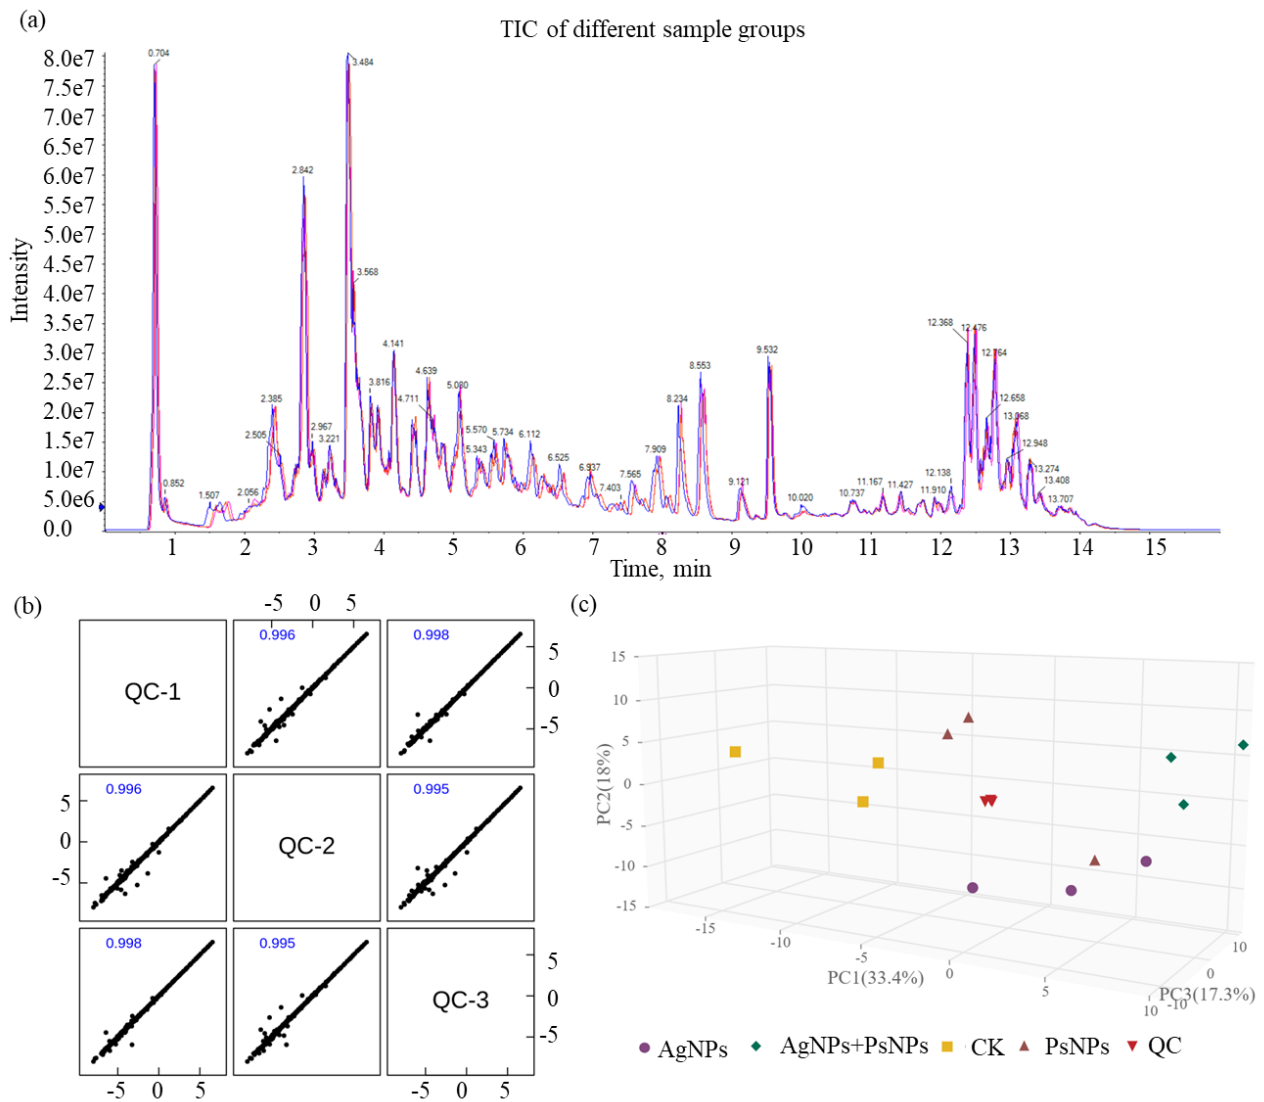 (a)
TIC of different sample groups
8.0e7
7.5e7
7.0e7
6.5e7
6.0e7
5.5e7
5.0e7
4.5e7
4.0e7
3.5e7
3.0e7
2.5e7
2.0e7
1.5e7
1.0e7
5.0e6
0.0
Intensity
0.704
0.852
1.507
2.056
2.385
2.505
2.842
2.967
3.221
3.484
3.568
3.816
4.141
4.639
4.711
5.080
5.343
5.570
5.734
6.112
6.525
6.937
7.403
7.565
7.909
8.234
8.553
9.121
9.532
10.020
10.737
11.167
11.427
11.910
12.138
12.368
12.476
12.764
12.658
13.068
12.948
13.274
13.408
13.707
1 2 3 4 5 6 7 8 9 10 11 12 13 14 15
Time, min
(b)
-5 0 5
QC-1
0.996
0.998
5
0
-5
5
0
-5
0.996
QC-2
0.995
0.998
0.995
QC-3
5
0
-5
-5 0 5
-5 0 5
(c)
15
10
5
0
-5
-10
-15
PC2(18%)
-15
-10
-5
0
5
10
PC1(33.4%)
-10
0
10
PC3(17.3%)
AgNPs AgNPs+PsNPs CK PsNPs QC